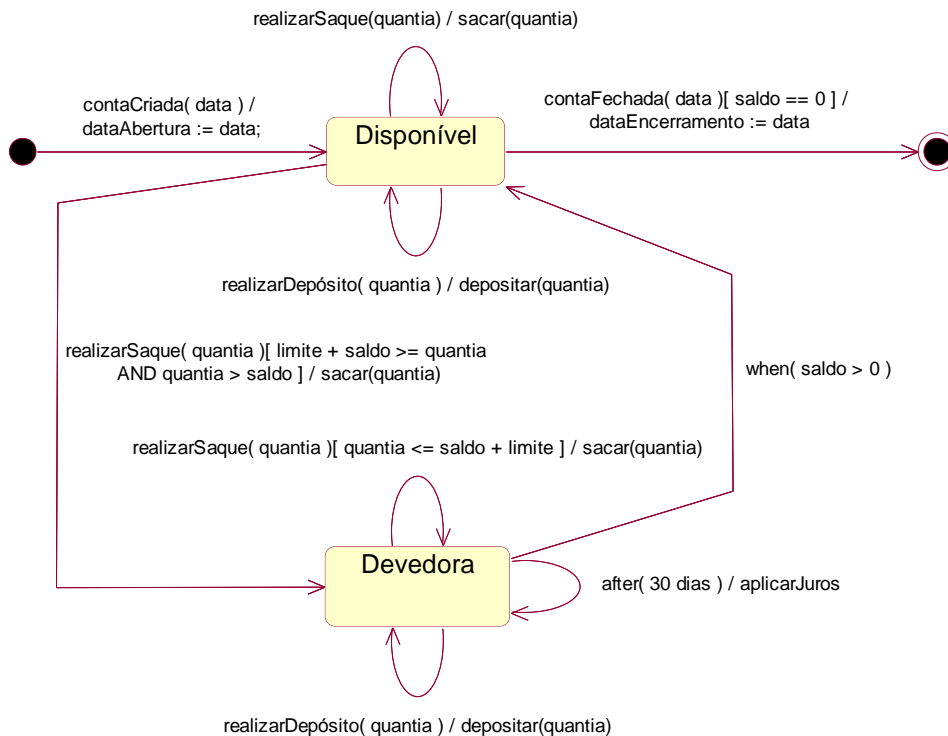 realizarSaque(quantia) / sacar(quantia)
contaCriada( data ) /
dataAbertura := data;
contaFechada( data )[ saldo == 0 ] /
dataEncerramento := data
Disponível
realizarDepósito( quantia ) / depositar(quantia)
realizarSaque( quantia )[ limite + saldo >= quantia
AND quantia > saldo ] / sacar(quantia)
when( saldo > 0 )
realizarSaque( quantia )[ quantia <= saldo + limite ] / sacar(quantia)
Devedora
after( 30 dias ) / aplicarJuros
realizarDepósito( quantia ) / depositar(quantia)